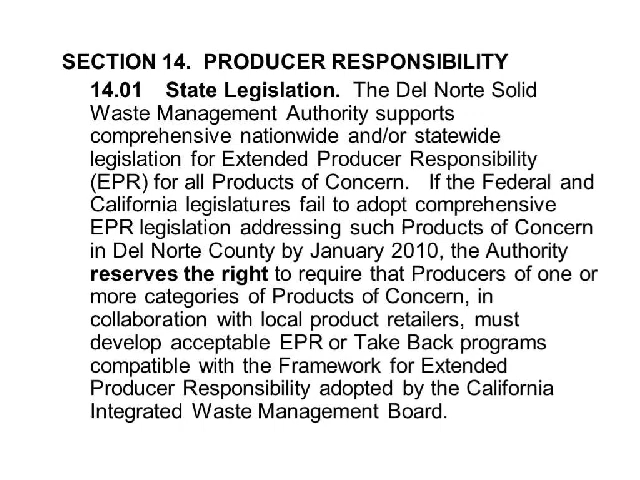 SECTION 14. PRODUCER RESPONSIBILITY
14.01 State Legislation. The Del Norte Solid
Waste Management Authority supports
comprehensive nationwide and/or statewide
legislation for Extended Producer Responsibility
(EPR) for all Products of Concern. If the Federal and
California legislatures fail to adopt comprehensive
EPR legislation addressing such Products of Concern
in Del Norte County by January 2010, the Authority
reserves the right to require that Producers of one or
more categories of Products of Concern, in
collaboration with local product retailers, must
develop acceptable EPR or Take Back programs
compatible with the Framework for Extended
Producer Responsibility adopted by the California
Integrated Waste Management Board.